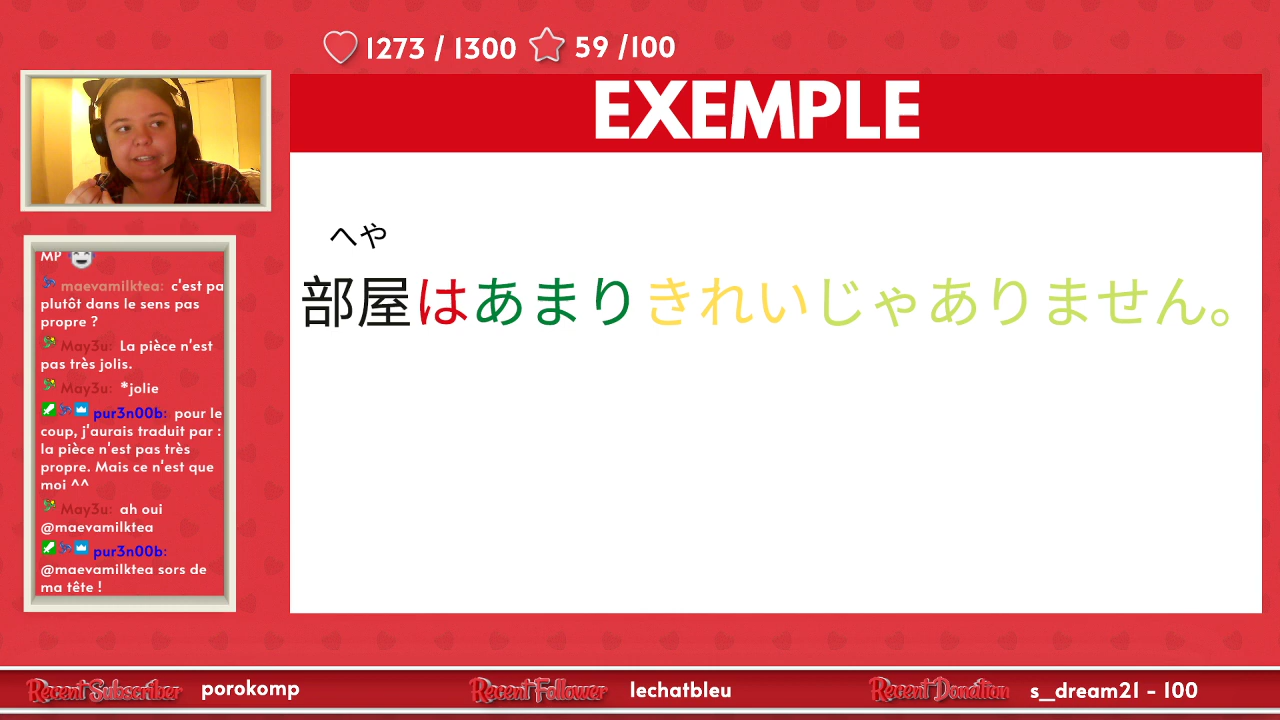 1273 / 1300 59 /100
EXEMPLE
へや
部屋はあまりきれいじゃありません。
MP
maevamilktea: c'est pa
plutôt dans le sens pas
propre ?
May3u: La pièce n'est
pas très jolis.
May3u: *jolie
pur3n00b: pour le
coup, j'aurais traduit par :
la pièce n'est pas très
propre. Mais ce n'est que
moi ^^
May3u: ah oui
@maevamilktea
pur3n00b:
@maevamilktea sors de
ma tête !
Recent Subscriber porokomp Recent Follower lechatbleu Recent Donation s_dream21 - 100